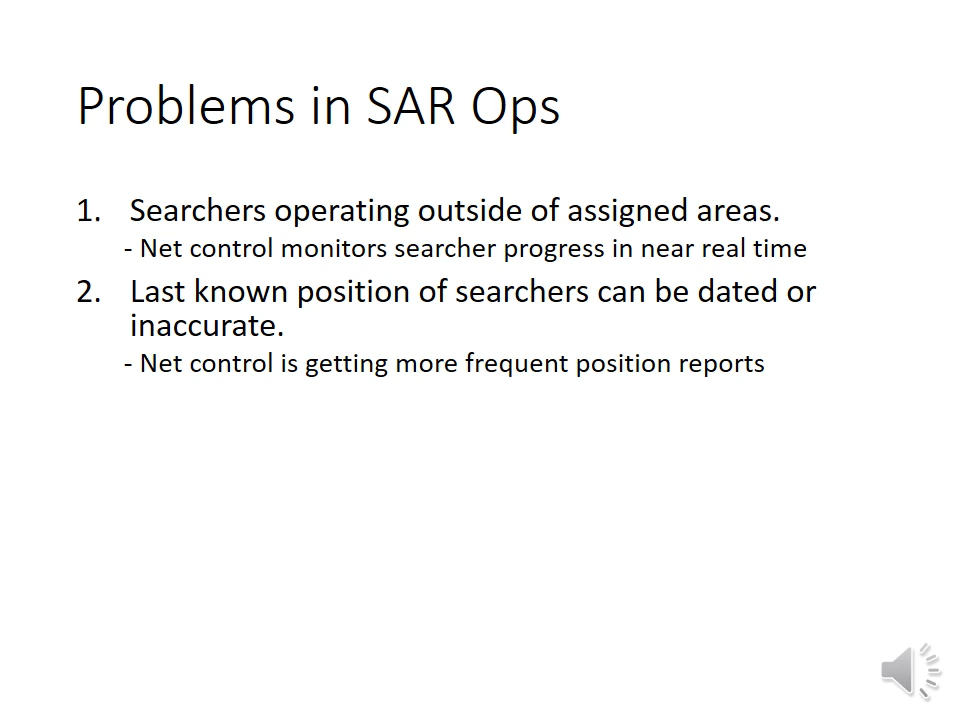 Problems in SAR Ops
1. Searchers operating outside of assigned areas.
- Net control monitors searcher progress in near real time
2. Last known position of searchers can be dated or
inaccurate.
- Net control is getting more frequent position reports